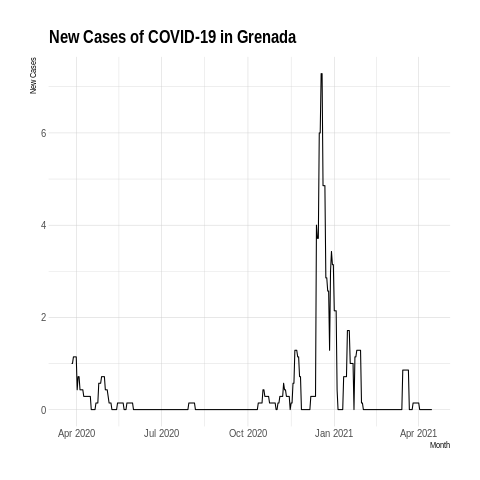 New Cases of COVID-19 in Grenada
New Cases
6
4
2
0
Apr 2020 Jul 2020 Oct 2020 Jan 2021 Apr 2021
Month